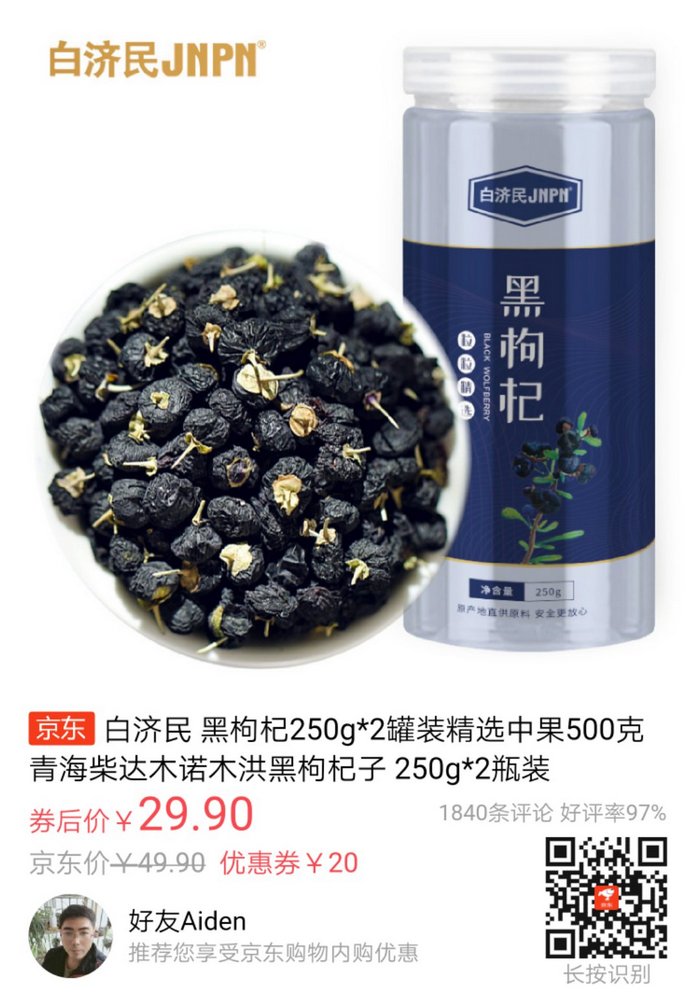 白济民JNPN®
白济民JNPN®
黑枸杞
BLACK WOLFBERRY
粒粒精选
净含量 250g
原产地直供原料 安全更放心
京东 白济民 黑枸杞250g*2罐装精选中果500克
青海柴达木诺木洪黑枸杞子 250g*2瓶装
券后价￥29.90
1840条评论 好评率97%
京东价￥49.90 优惠券￥20
京东
好友Aiden
推荐您享受京东购物内购优惠
长按识别